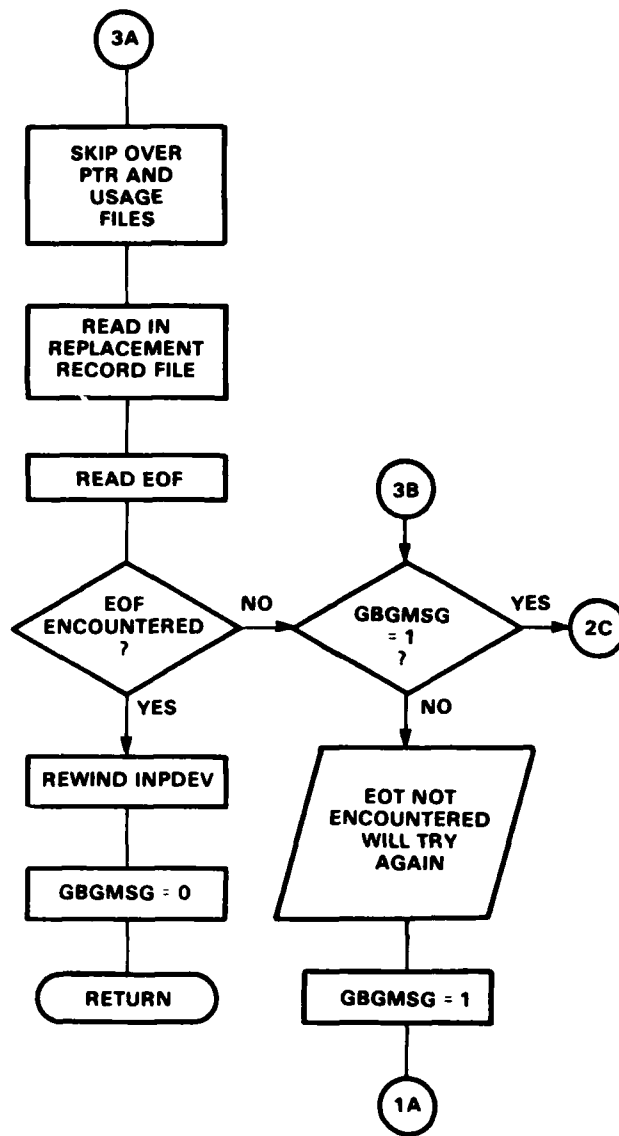 3A
SKIP OVER
PTR AND
USAGE
FILES
READ IN
REPLACEMENT
RECORD FILE
READ EOF
3B
EOF
ENCOUNTERED
?
NO
GBGMSG
= 1
?
YES
2C
YES
NO
REWIND INPDEV
EOT NOT
ENCOUNTERED
WILL TRY
AGAIN
GBGMSG = 0
RETURN
GBGMSG = 1
1A